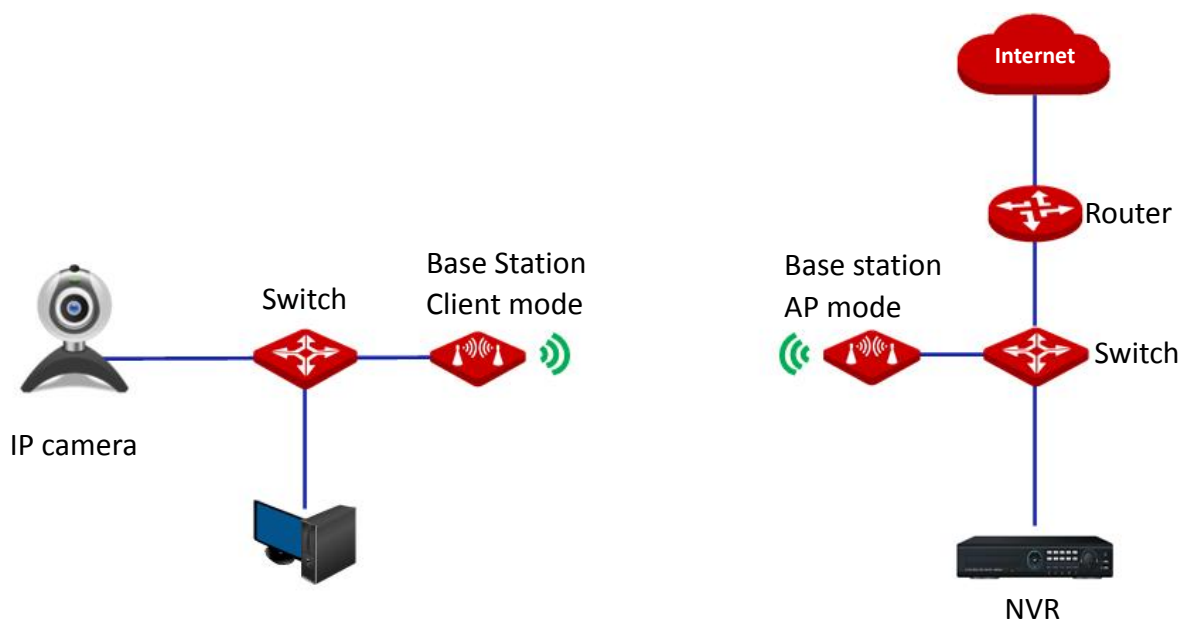 Internet
Router
Base Station
Client mode
Base station
AP mode
Switch
Switch
IP camera
NVR